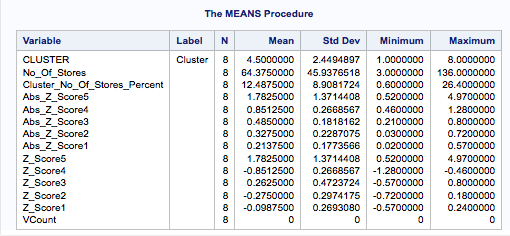 The MEANS Procedure
Variable Label N Mean Std Dev Minimum Maximum
CLUSTER Cluster 8 4.5000000 2.4494897 1.0000000 8.0000000
No_Of_Stores 8 64.3750000 45.9376518 3.0000000 136.0000000
Cluster_No_Of_Stores_Percent 8 12.4875000 8.9081724 0.6000000 26.4000000
Abs_Z_Score5 8 1.7825000 1.3714408 0.5200000 4.9700000
Abs_Z_Score4 8 0.8512500 0.2668567 0.4600000 1.2800000
Abs_Z_Score3 8 0.4850000 0.1818162 0.2100000 0.8000000
Abs_Z_Score2 8 0.3275000 0.2287075 0.0300000 0.7200000
Abs_Z_Score1 8 0.2137500 0.1773566 0.0200000 0.5700000
Z_Score5 8 1.7825000 1.3714408 0.5200000 4.9700000
Z_Score4 8 -0.8512500 0.2668567 -1.2800000 -0.4600000
Z_Score3 8 0.2625000 0.4723724 -0.5700000 0.8000000
Z_Score2 8 -0.2750000 0.2974175 -0.7200000 0.1800000
Z_Score1 8 -0.0987500 0.2693080 -0.5700000 0.2400000
VCount 8 0 0 0 0